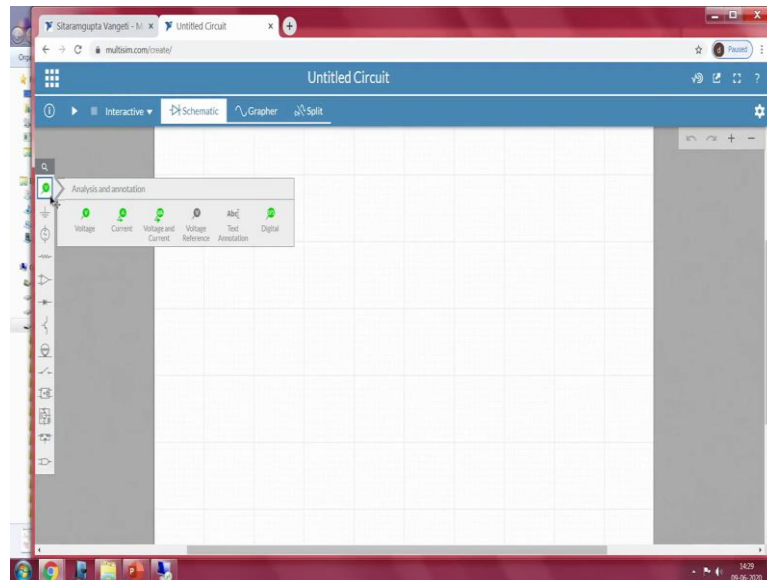 Sitaramgupta Vangeti - M
Untitled Circuit
multisim.com/create/
d Paused
Untitled Circuit
Interactive
Schematic
Grapher
Split
Analysis and annotation
Voltage
Current
Voltage and
Current
Voltage
Reference
Abc
Text
Annotation
Digital
14:29
09-06-2020